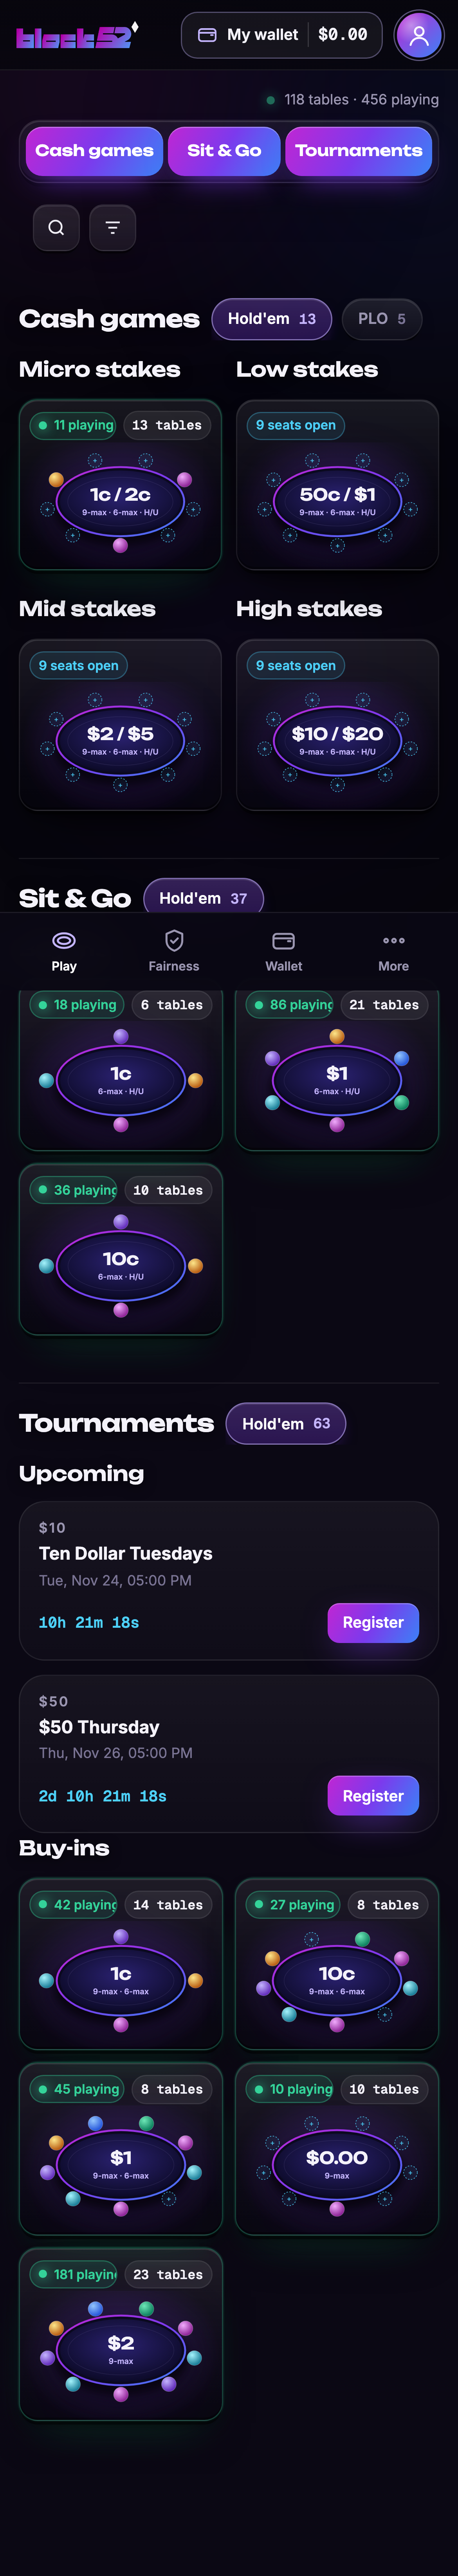 block52
My wallet $0.00
118 tables · 456 playing
Cash games Sit & Go Tournaments
Cash games Hold'em 13 PLO 5
Micro stakes Low stakes
11 playing 13 tables 9 seats open
1c / 2c 50c / $1
9-max · 6-max · H/U 9-max · 6-max · H/U
Mid stakes High stakes
9 seats open 9 seats open
$2 / $5 $10 / $20
9-max · 6-max · H/U 9-max · 6-max · H/U
Sit & Go Hold'em 37
Play Fairness Wallet More
18 playing 6 tables 86 playing 21 tables
1c $1
6-max · H/U 6-max · H/U
36 playing 10 tables
10c
6-max · H/U
Tournaments Hold'em 63
Upcoming
$10
Ten Dollar Tuesdays
Tue, Nov 24, 05:00 PM
10h 21m 18s Register
$50
$50 Thursday
Thu, Nov 26, 05:00 PM
2d 10h 21m 18s Register
Buy-ins
42 playing 14 tables 27 playing 8 tables
1c 10c
9-max · 6-max 9-max · 6-max
45 playing 8 tables 10 playing 10 tables
$1 $0.00
9-max · 6-max 9-max
181 playin 23 tables
$2
9-max